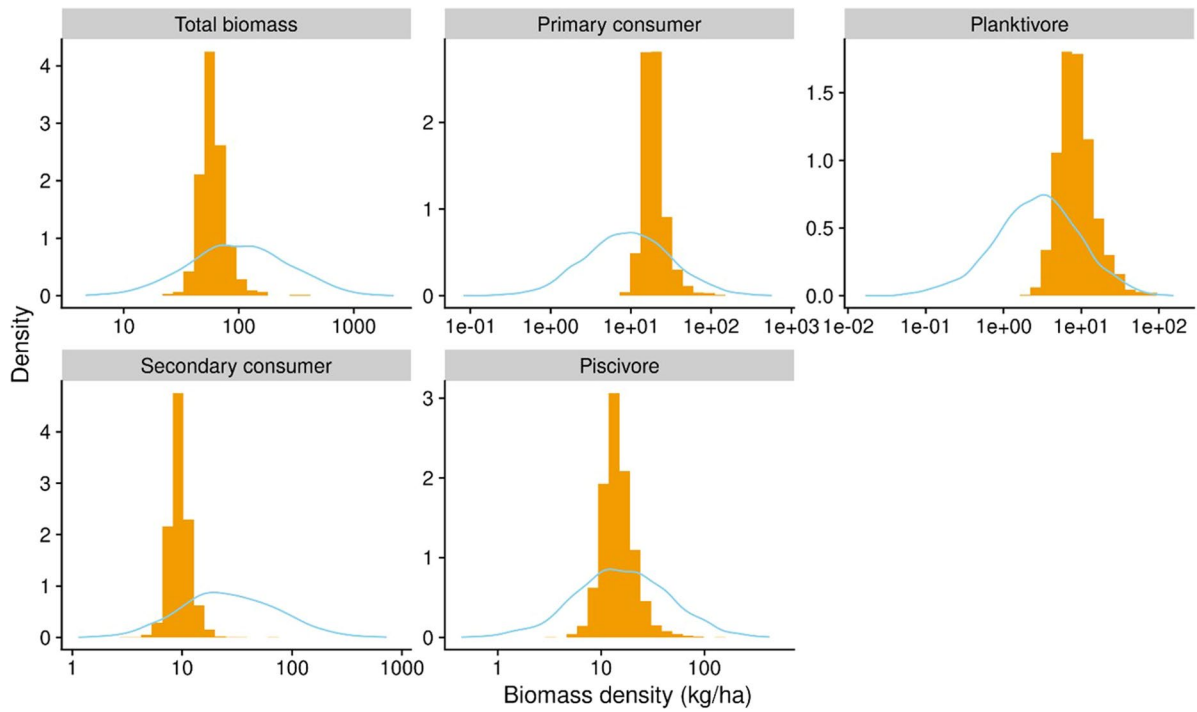 Total biomass
Primary consumer
Planktivore
4
3
2
1
0
10
100
1000
2
1
0
1e-01
1e+00
1e+01
1e+02
1e+03
1.5
1.0
0.5
0.0
1e-02
1e-01
1e+00
1e+01
1e+02
Density
Secondary consumer
Piscivore
4
3
2
1
0
1
10
100
1000
3
2
1
0
1
10
100
Biomass density (kg/ha)